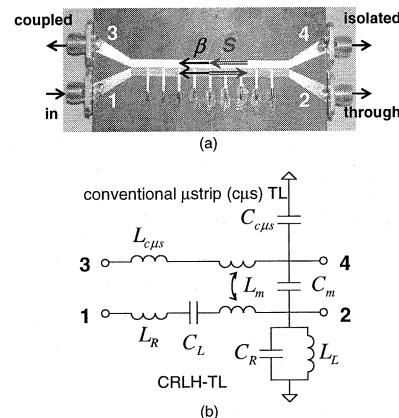 coupled
isolated
3
4
β
S
1
2
in
through
(a)
conventional μstrip (cμs) TL
C_cμs
L_cμs
3
4
L_m
C_m
1
2
L_R
C_L
C_R
L_L
CRLH-TL
(b)